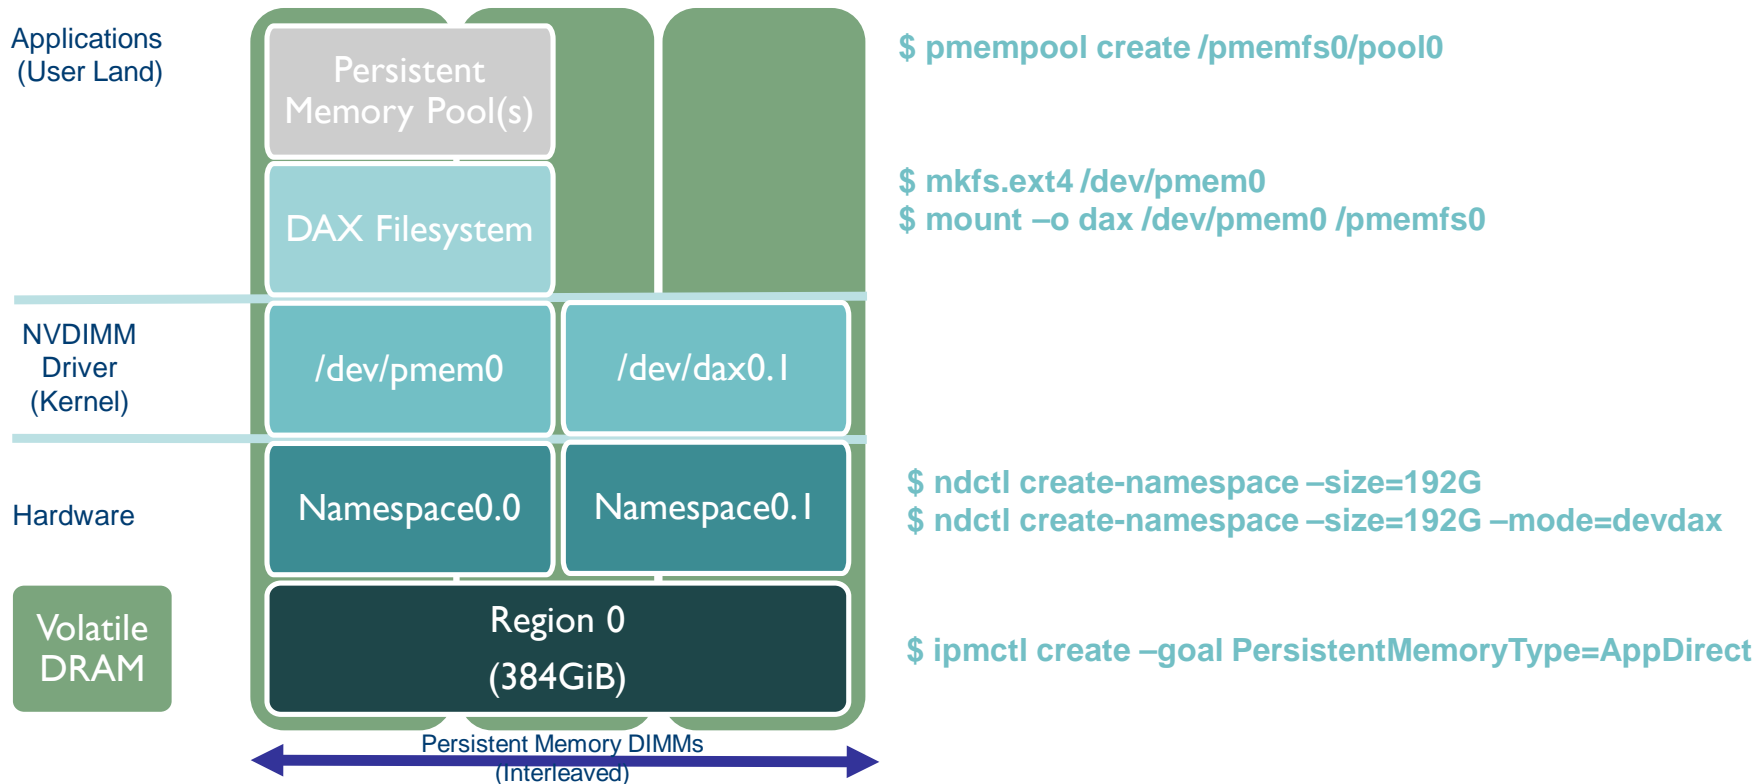 Applications
(User Land)
Persistent
Memory Pool(s)
$ pmempool create /pmemfs0/pool0
DAX Filesystem
$ mkfs.ext4 /dev/pmem0
$ mount –o dax /dev/pmem0 /pmemfs0
NVDIMM
Driver
(Kernel)
/dev/pmem0
/dev/dax0.1
Hardware
Namespace0.0
Namespace0.1
$ ndctl create-namespace –size=192G
$ ndctl create-namespace –size=192G –mode=devdax
Volatile
DRAM
Region 0
(384GiB)
$ ipmctl create –goal PersistentMemoryType=AppDirect
Persistent Memory DIMMs
(Interleaved)